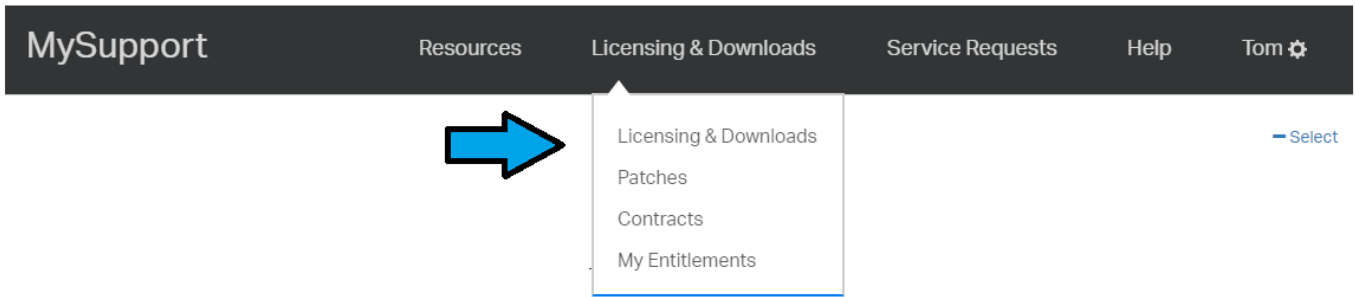 MySupport Resources Licensing & Downloads Service Requests Help Tom
Licensing & Downloads
Select
Patches
Contracts
My Entitlements